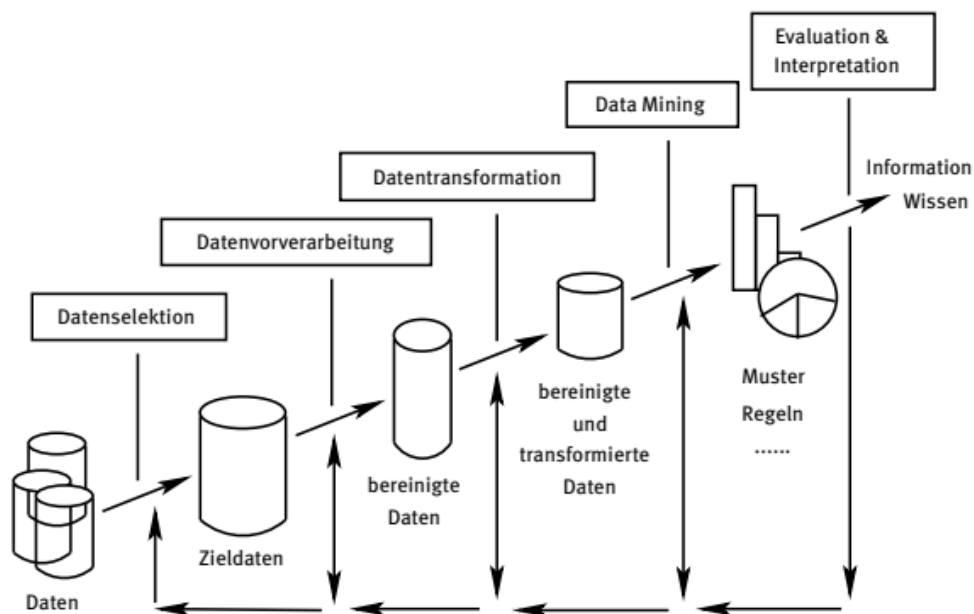 Evaluation &
Interpretation
Data Mining
Information
Wissen
Datentransformation
Datenvorverarbeitung
Datenselektion
Muster
Regeln
......
bereinigte
und
transformierte
Daten
bereinigte
Daten
Zieldaten
Daten